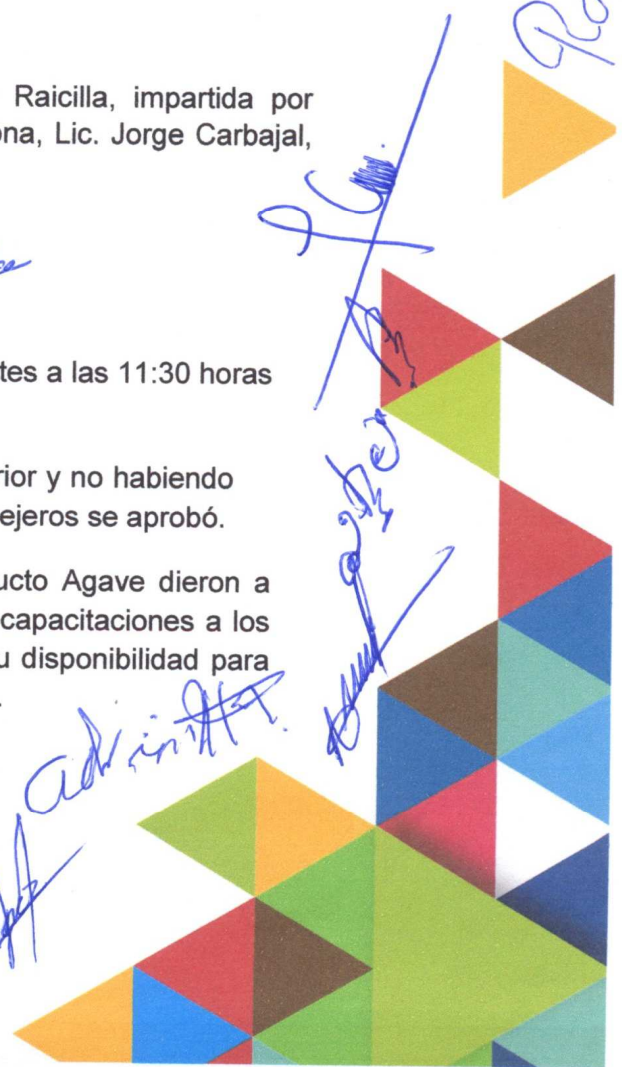 Raicilla, impartida por
ona, Lic. Jorge Carbajal,
tes a las 11:30 horas
rior y no habiendo
ejeros se aprobó.
ucto Agave dieron a
capacitaciones a los
u disponibilidad para